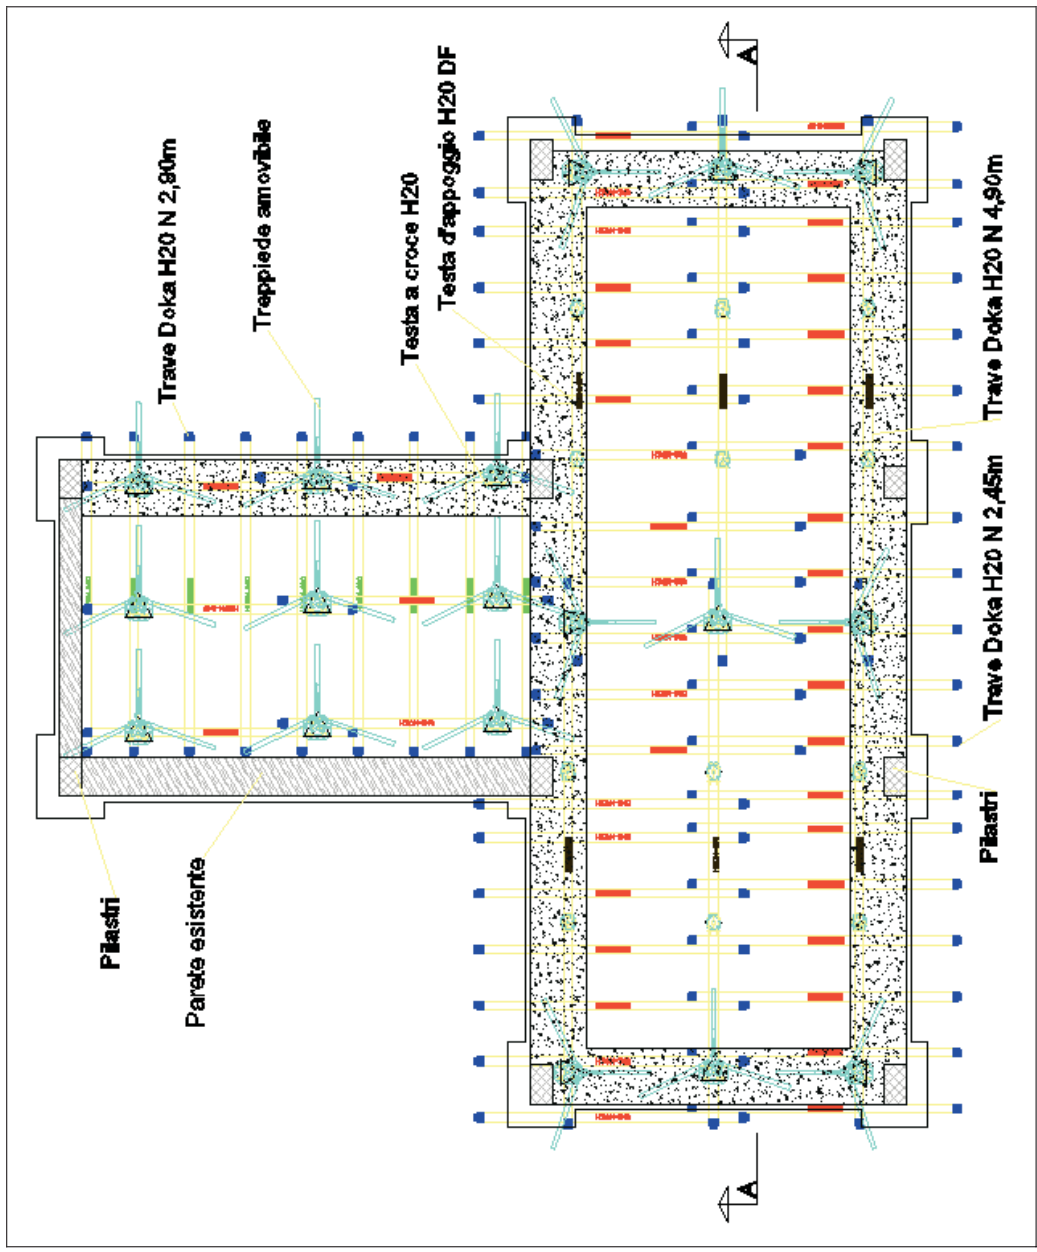 A
Trave Doka H20 N 2,90m
Treppiede amovibile
Testa a croce H20
Testa d'appoggio H20 DF
Trave Doka H20 N 4,90m
Trave Doka H20 N 2,45m
Pilastri
Parete esistente
Pilastri
A